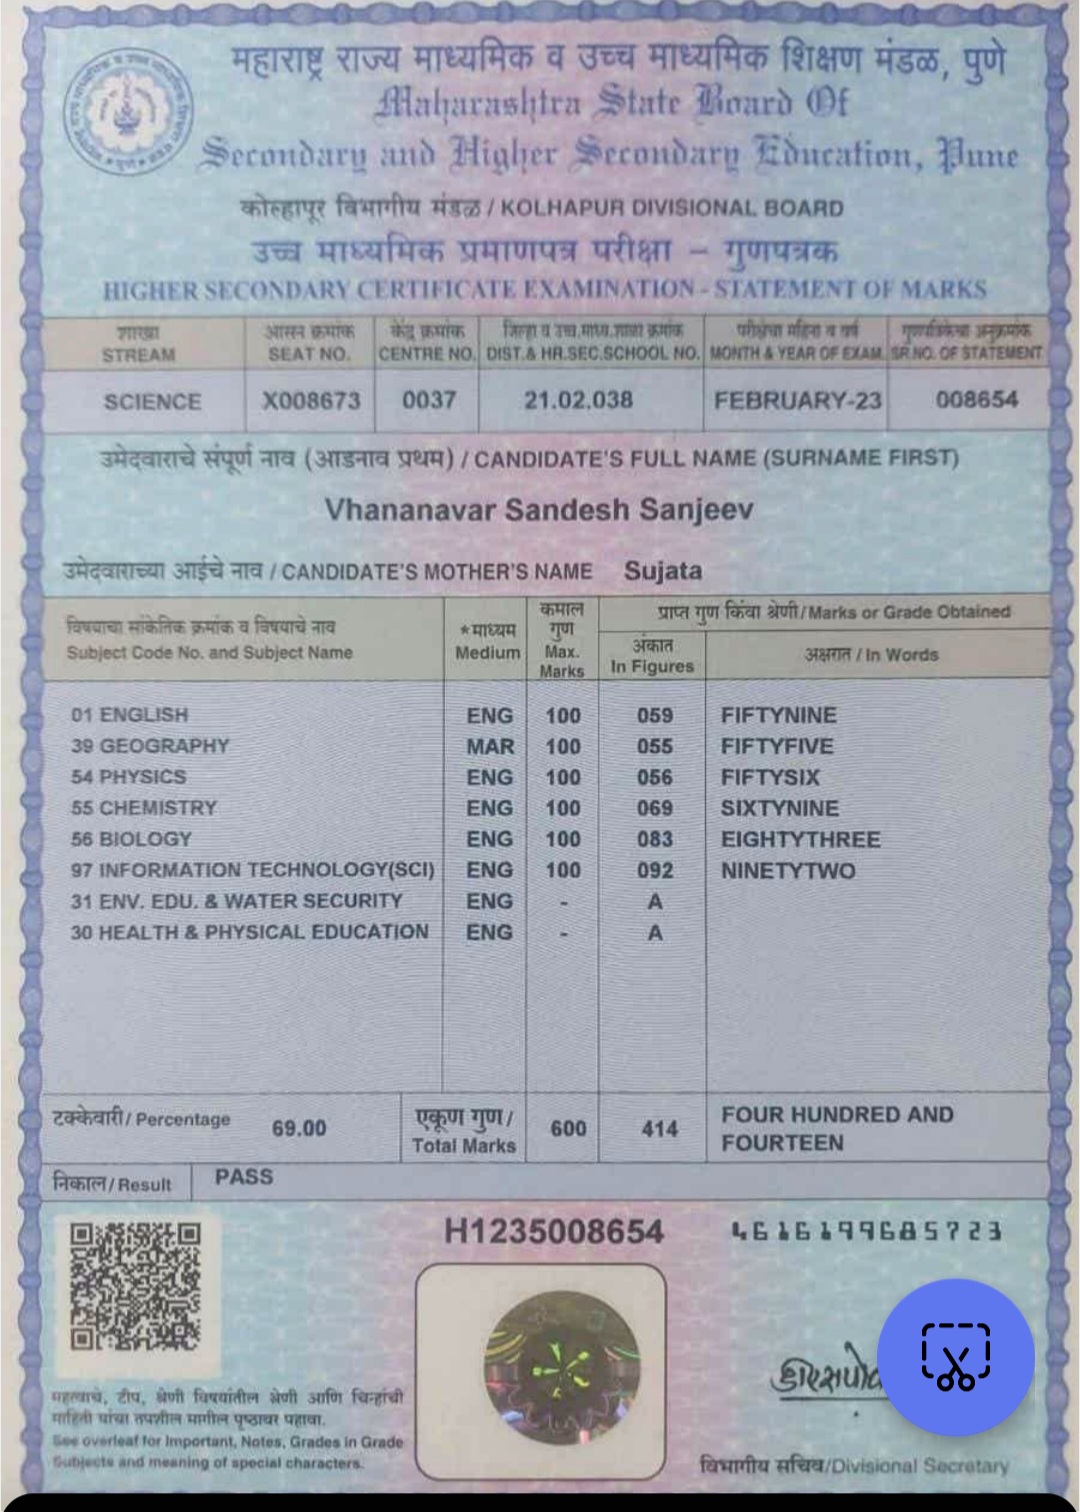 महाराष्ट्र राज्य माध्यमिक व उच्च माध्यमिक शिक्षण मंडळ, पुणे
Maharashtra State Board Of
Secondary and Higher Secondary Education, Pune
कोल्हापूर विभागीय मंडळ / KOLHAPUR DIVISIONAL BOARD
उच्च माध्यमिक प्रमाणपत्र परीक्षा – गुणपत्रक
HIGHER SECONDARY CERTIFICATE EXAMINATION - STATEMENT OF MARKS
शाखा आसन क्रमांक केंद्र क्रमांक जिल्हा व उच्च.माध्य.शाळा क्रमांक परीक्षेचा महिना व वर्ष गुणपत्रिकेचा अनुक्रमांक
STREAM SEAT NO. CENTRE NO. DIST.& HR.SEC.SCHOOL NO. MONTH & YEAR OF EXAM. SR.NO. OF STATEMENT
SCIENCE X008673 0037 21.02.038 FEBRUARY-23 008654
उमेदवाराचे संपूर्ण नाव (आडनाव प्रथम) / CANDIDATE'S FULL NAME (SURNAME FIRST)
Vhananavar Sandesh Sanjeev
उमेदवाराच्या आईचे नाव / CANDIDATE'S MOTHER'S NAME Sujata
विषयाचा सांकेतिक क्रमांक व विषयाचे नाव
Subject Code No. and Subject Name
*माध्यम
Medium
कमाल
गुण
Max.
Marks
प्राप्त गुण किंवा श्रेणी/Marks or Grade Obtained
अंकात
In Figures
अक्षरात / In Words
01 ENGLISH ENG 100 059 FIFTYNINE
39 GEOGRAPHY MAR 100 055 FIFTYFIVE
54 PHYSICS ENG 100 056 FIFTYSIX
55 CHEMISTRY ENG 100 069 SIXTYNINE
56 BIOLOGY ENG 100 083 EIGHTYTHREE
97 INFORMATION TECHNOLOGY(SCI) ENG 100 092 NINETYTWO
31 ENV. EDU. & WATER SECURITY ENG - A
30 HEALTH & PHYSICAL EDUCATION ENG - A
टक्केवारी/ Percentage 69.00
एकूण गुण/
Total Marks
600 414
FOUR HUNDRED AND
FOURTEEN
निकाल/ Result PASS
H1235008654 4616199685723
महत्वाचे, टीप, श्रेणी विषयांतील श्रेणी आणि चिन्हांची
माहिती यांचा तपशील मागील पृष्ठावर पहावा.
See overleaf for Important, Notes, Grades in Grade
Subjects and meaning of special characters.
विभागीय सचिव/Divisional Secretary